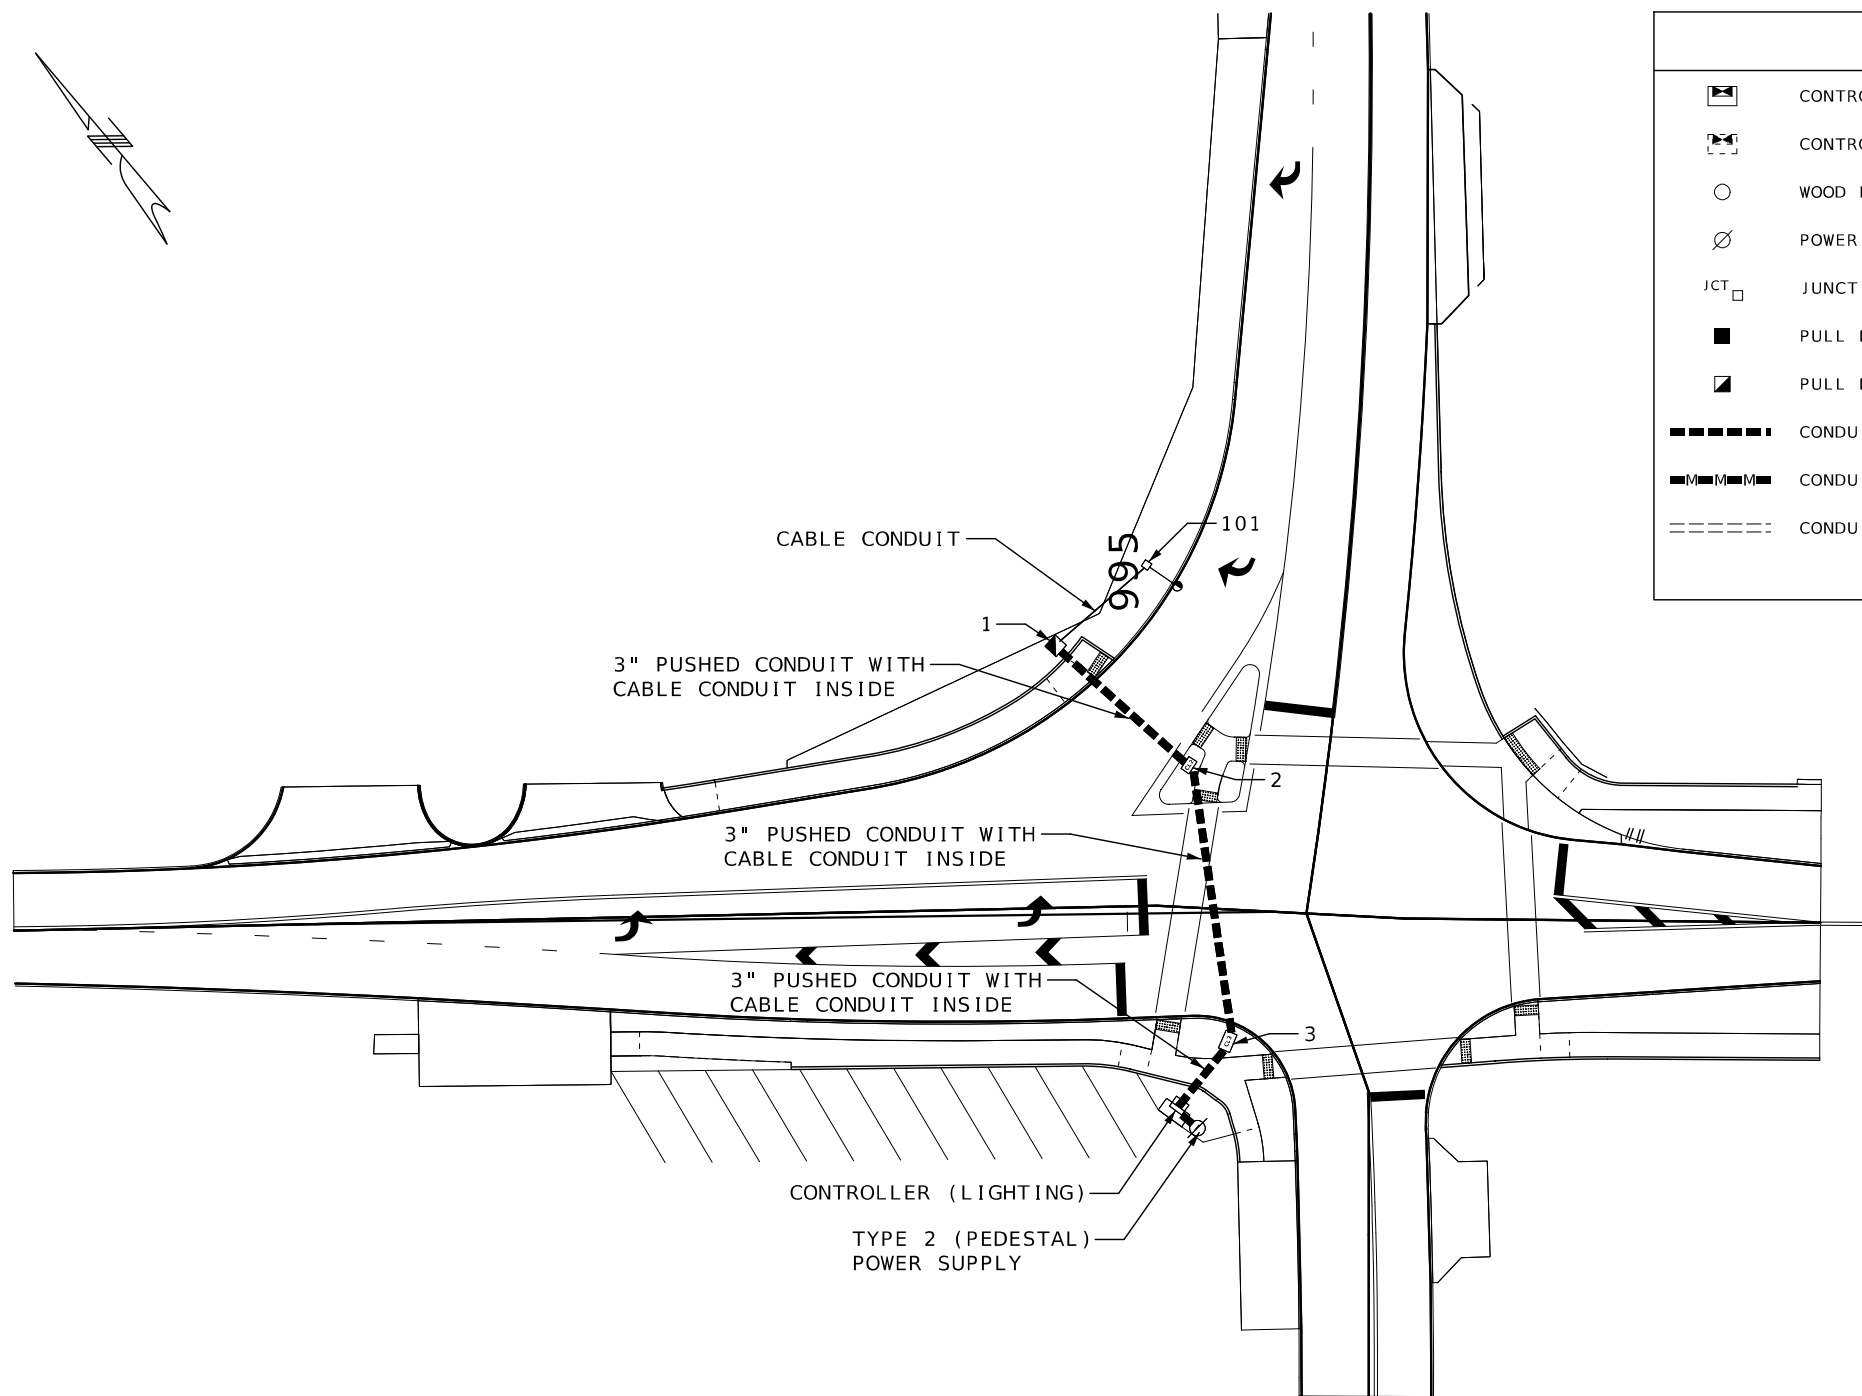 CONTRO
CONTRO
WOOD
POWER
JCT
JUNCT
PULL
PULL
CONDU
M M M
CONDU
CONDU
101
CABLE CONDUIT
995
1
3" PUSHED CONDUIT WITH
CABLE CONDUIT INSIDE
2
3" PUSHED CONDUIT WITH
CABLE CONDUIT INSIDE
3" PUSHED CONDUIT WITH
CABLE CONDUIT INSIDE
3
CONTROLLER (LIGHTING)
TYPE 2 (PEDESTAL)
POWER SUPPLY